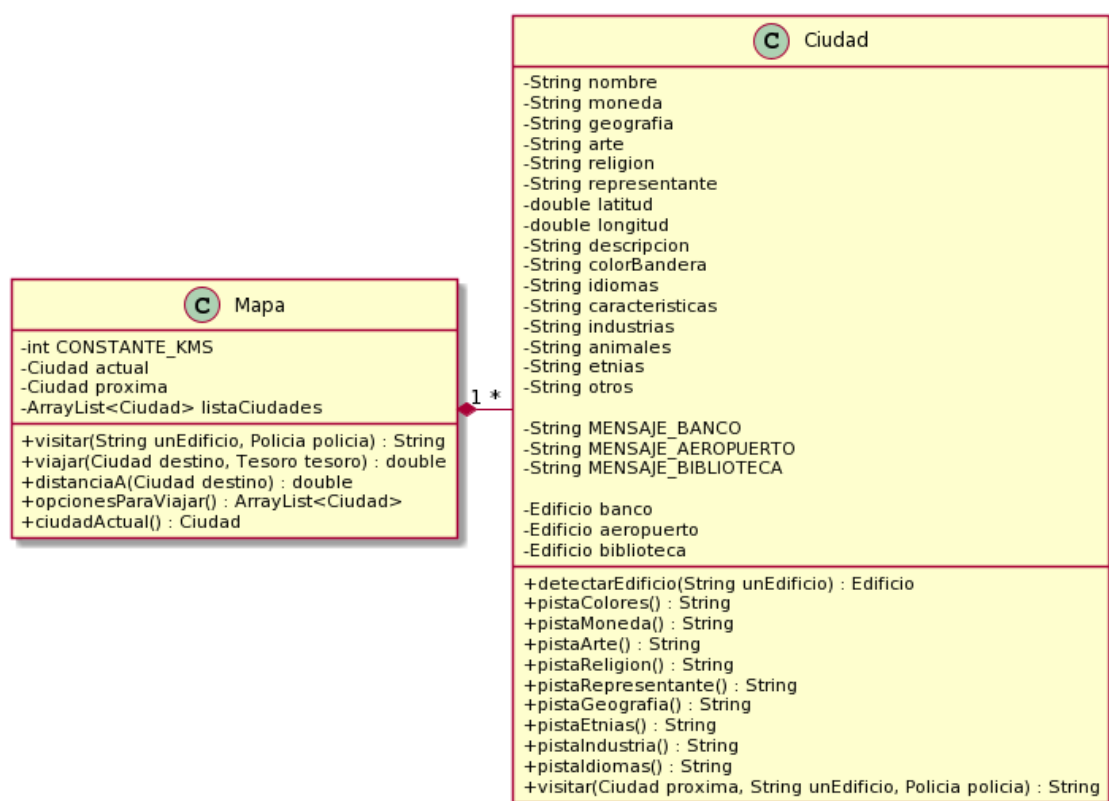 C Mapa
-int CONSTANTE_KMS
-Ciudad actual
-Ciudad proxima
-ArrayList<Ciudad> listaCiudades
+visitar(String unEdificio, Policia policia) : String
+viajar(Ciudad destino, Tesoro tesoro) : double
+distanciaA(Ciudad destino) : double
+opcionesParaViajar() : ArrayList<Ciudad>
+ciudadActual() : Ciudad
1 *
C Ciudad
-String nombre
-String moneda
-String geografia
-String arte
-String religion
-String representante
-double latitud
-double longitud
-String descripcion
-String colorBandera
-String idiomas
-String caracteristicas
-String industrias
-String animales
-String etnias
-String otros
-String MENSAJE_BANCO
-String MENSAJE_AEROPUERTO
-String MENSAJE_BIBLIOTECA
-Edificio banco
-Edificio aeropuerto
-Edificio biblioteca
+detectarEdificio(String unEdificio) : Edificio
+pistaColores() : String
+pistaMoneda() : String
+pistaArte() : String
+pistaReligion() : String
+pistaRepresentante() : String
+pistaGeografia() : String
+pistaEtnias() : String
+pistaIndustria() : String
+pistaIdiomas() : String
+visitar(Ciudad proxima, String unEdificio, Policia policia) : String